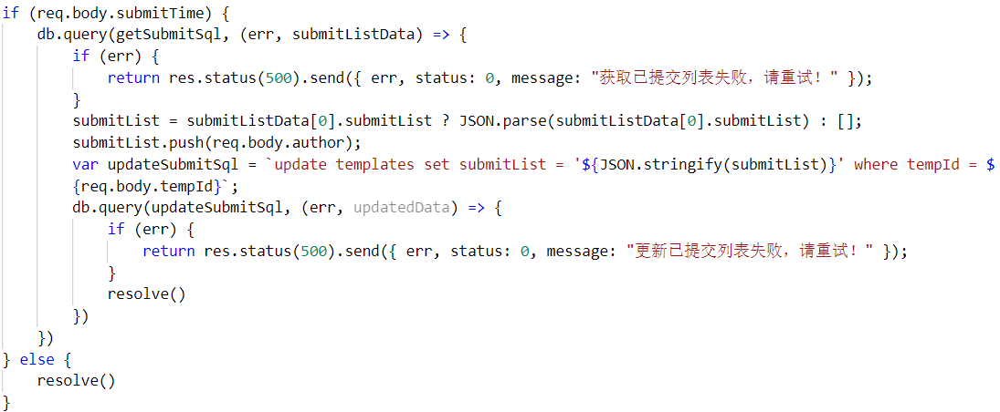 if (req.body.submitTime) {
    db.query(getSubmitSql, (err, submitListData) => {
        if (err) {
            return res.status(500).send({ err, status: 0, message: "获取已提交列表失败，请重试！" });
        }
        submitList = submitListData[0].submitList ? JSON.parse(submitListData[0].submitList) : [];
        submitList.push(req.body.author);
        var updateSubmitSql = `update templates set submitList = '${JSON.stringify(submitList)}' where tempId = $
        {req.body.tempId}`;
        db.query(updateSubmitSql, (err, updatedData) => {
            if (err) {
                return res.status(500).send({ err, status: 0, message: "更新已提交列表失败，请重试！" });
            }
            resolve()
        })
    })
} else {
    resolve()
}